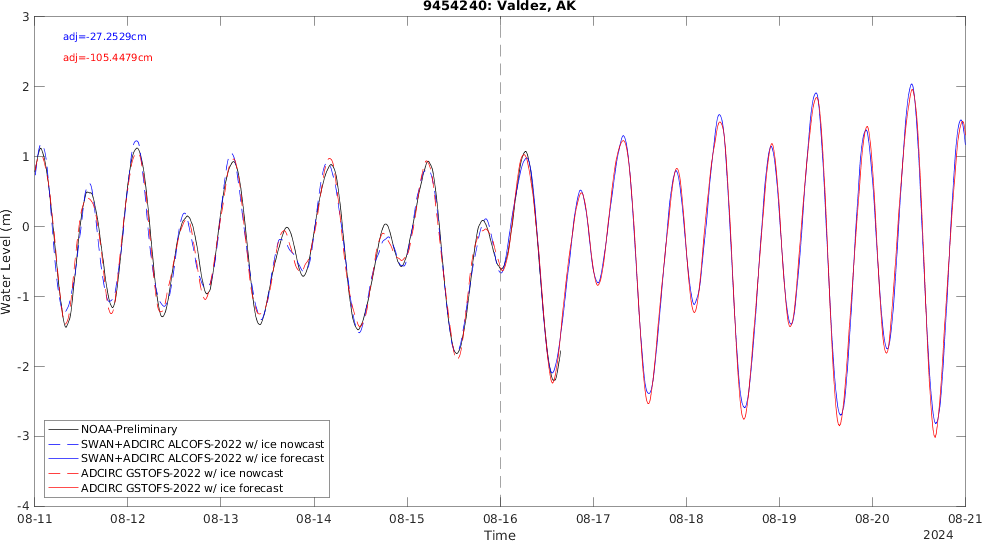 9454240: Valdez, AK
adj=-27.2529cm
adj=-105.4479cm
3
2
1
0
-1
-2
-3
-4
Water Level (m)
NOAA-Preliminary
SWAN+ADCIRC ALCOFS-2022 w/ ice nowcast
SWAN+ADCIRC ALCOFS-2022 w/ ice forecast
ADCIRC GSTOFS-2022 w/ ice nowcast
ADCIRC GSTOFS-2022 w/ ice forecast
08-11 08-12 08-13 08-14 08-15 08-16 08-17 08-18 08-19 08-20 08-21
Time
2024